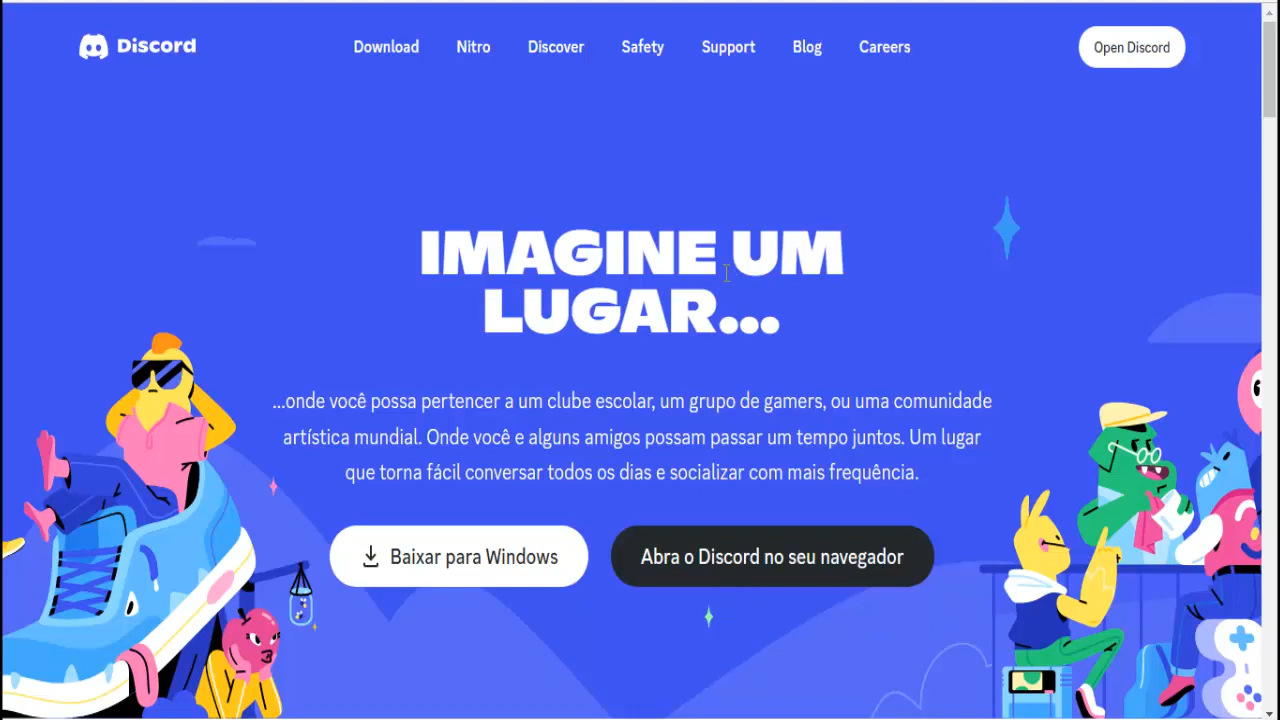 Discord
Download Nitro Discover Safety Support Blog Careers
Open Discord
IMAGINE UM
LUGAR...
...onde você possa pertencer a um clube escolar, um grupo de gamers, ou uma comunidade
artística mundial. Onde você e alguns amigos possam passar um tempo juntos. Um lugar
que torna fácil conversar todos os dias e socializar com mais frequência.
Baixar para Windows
Abra o Discord no seu navegador